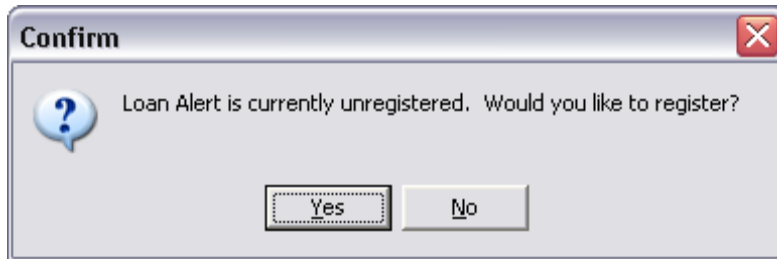 Confirm
Loan Alert is currently unregistered.  Would you like to register?
Yes
No